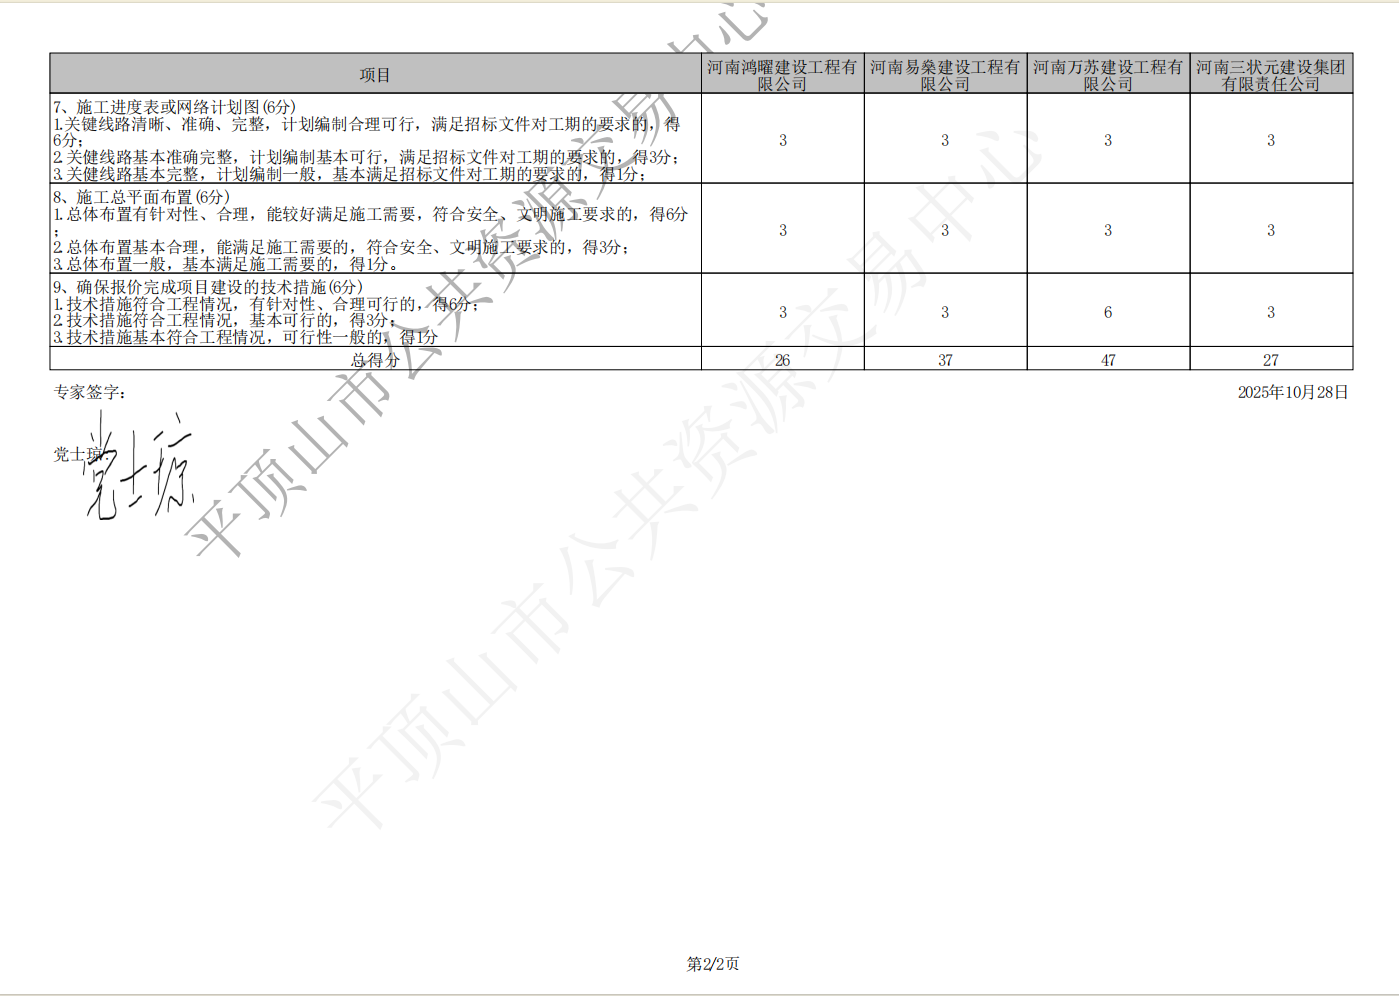 项目
河南鸿曜建设工程有
限公司
河南易燊建设工程有
限公司
河南万苏建设工程有
限公司
河南三状元建设集团
有限责任公司
7、施工进度表或网络计划图(6分)
1.关键线路清晰、准确、完整，计划编制合理可行，满足招标文件对工期的要求的，得
6分；
2.关健线路基本准确完整，计划编制基本可行，满足招标文件对工期的要求的，得3分；
3.关健线路基本完整，计划编制一般，基本满足招标文件对工期的要求的，得1分；
3
3
3
3
8、施工总平面布置(6分)
1.总体布置有针对性、合理，能较好满足施工需要，符合安全、文明施工要求的，得6分
；
2.总体布置基本合理，能满足施工需要的，符合安全、文明施工要求的，得3分；
3.总体布置一般，基本满足施工需要的，得1分。
3
3
3
3
9、确保报价完成项目建设的技术措施(6分)
1.技术措施符合工程情况，有针对性、合理可行的，得6分；
2.技术措施符合工程情况，基本可行的，得3分；
3.技术措施基本符合工程情况，可行性一般的，得1分
3
3
6
3
总得分
26
37
47
27
专家签字：
2025年10月28日
党士琼:
党士琼
平顶山市公共资源交易中心
平顶山市公共资源交易中心
第2/2页